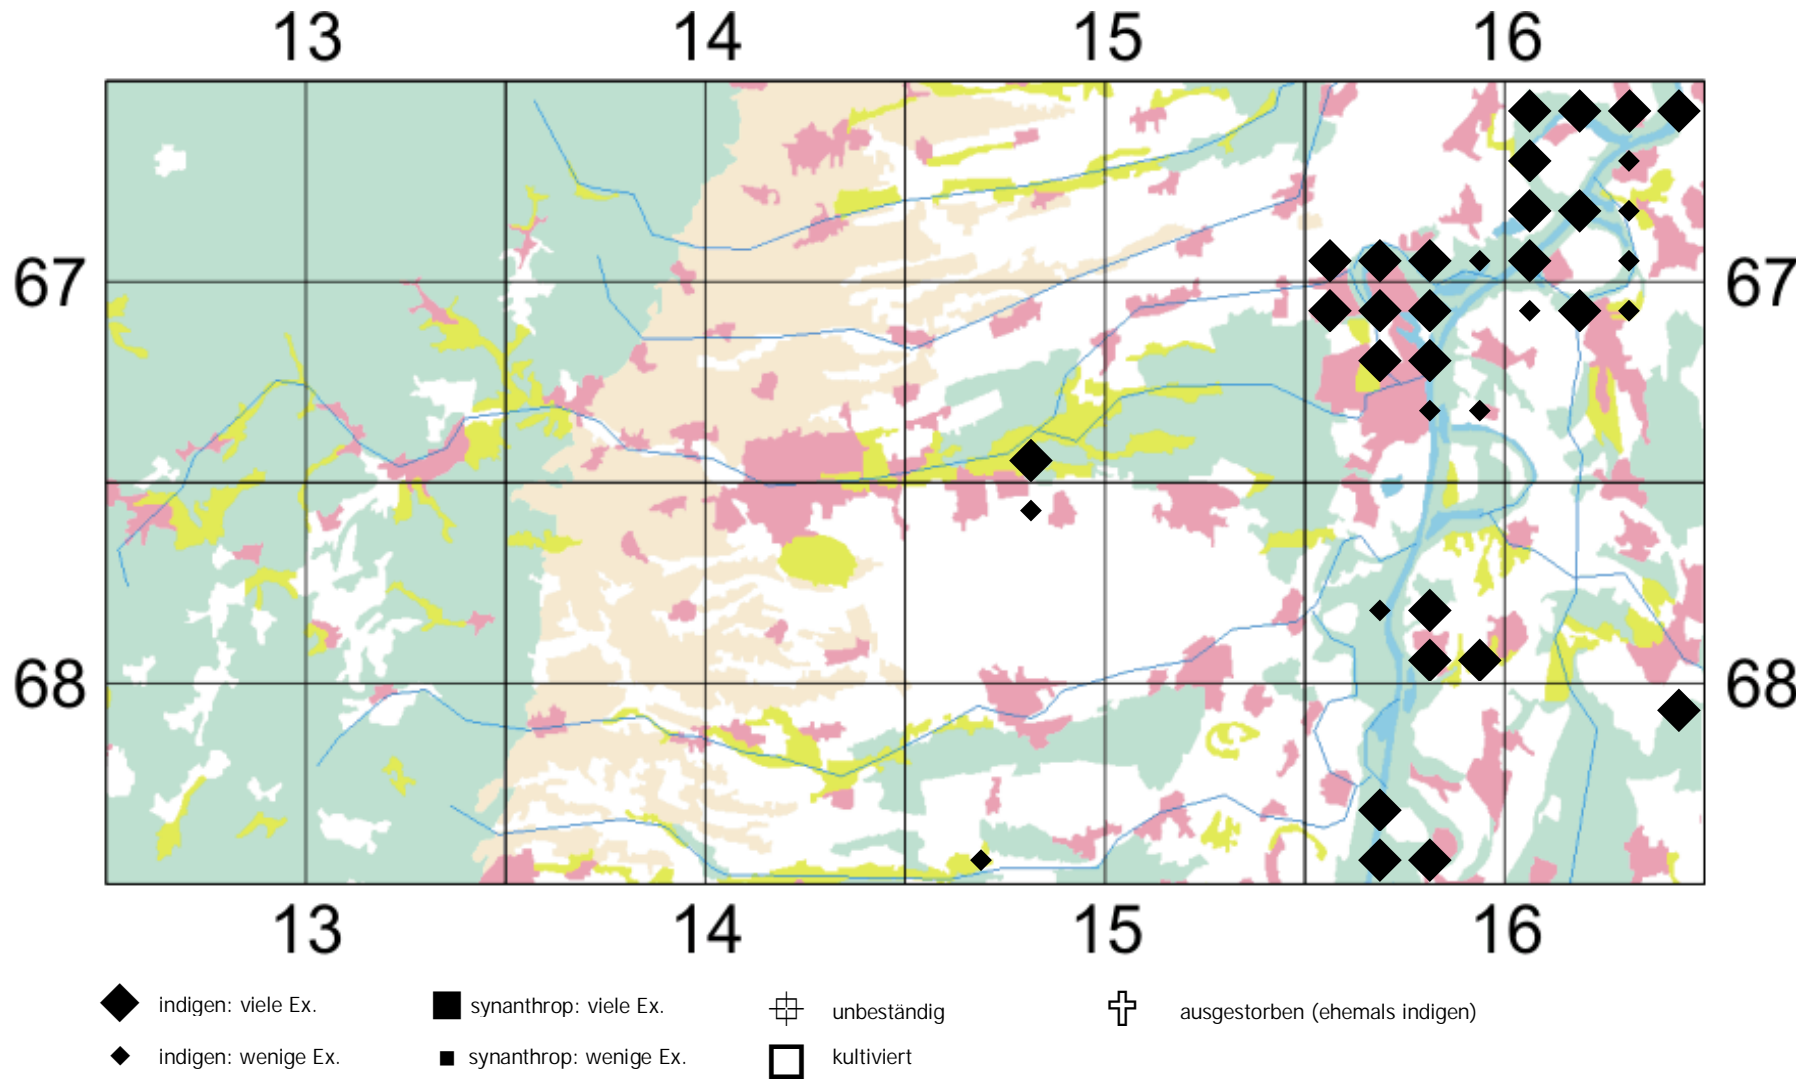 13 14 15 16
67 67
68 68
13 14 15 16
indigen: viele Ex. synanthrop: viele Ex. unbeständig ausgestorben (ehemals indigen)
indigen: wenige Ex. synanthrop: wenige Ex. kultiviert